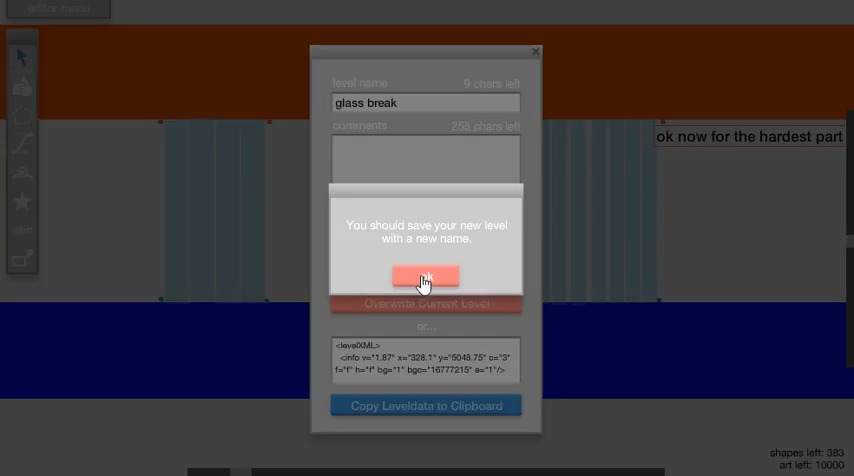 editor menu
level name 9 chars left
glass break
comments 255 chars left
ok now for the hardest part
abc
You should save your new level
with a new name.
ok
Overwrite Current Level
or...
<levelXML>
<info v="1.87" x="328.1" y="5048.75" c="3"
f="f" h="f" bg="1" bgc="16777215" e="1"/>
Copy Leveldata to Clipboard
shapes left: 383
art left: 10000